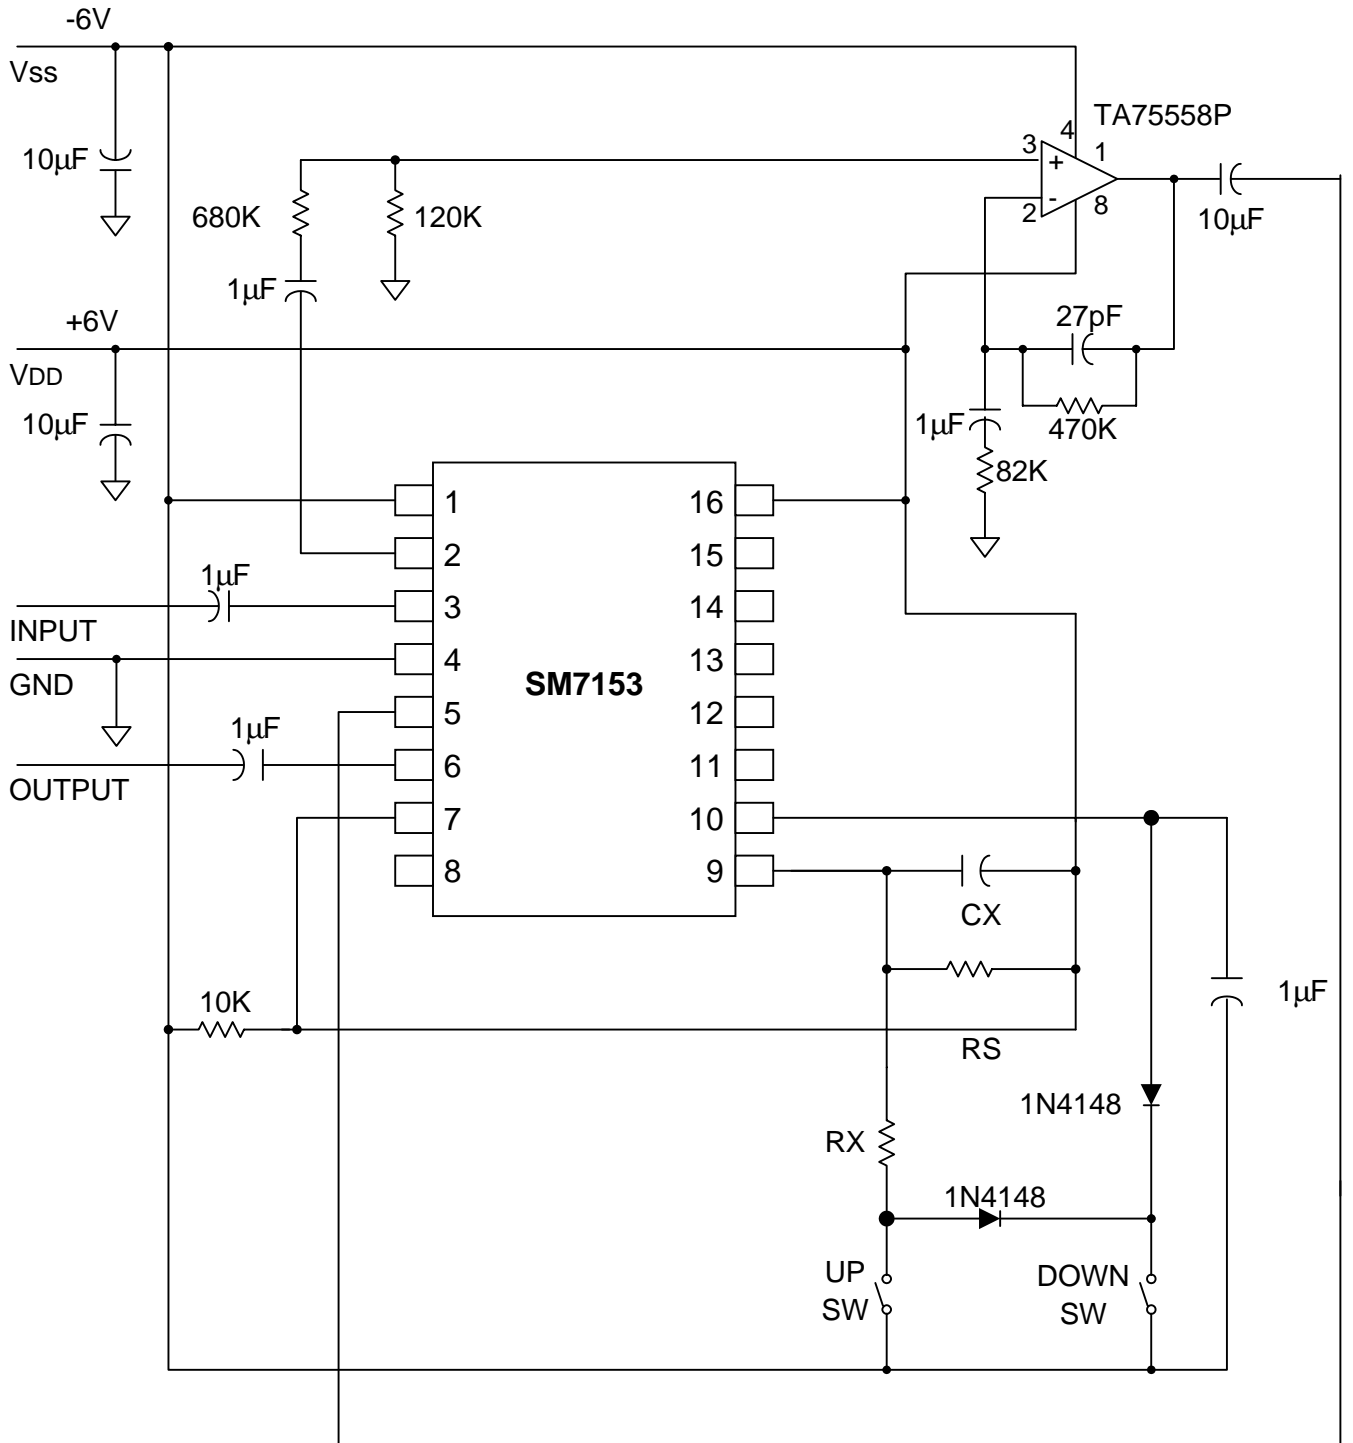 -6V
Vss
TA75558P
4
3
1
+
10µF
680K
120K
2
-
8
10µF
1µF
+6V
27pF
VDD
10µF
1µF
470K
82K
1
16
2
15
1µF
3
14
INPUT
4
13
SM7153
GND
5
12
1µF
6
11
OUTPUT
7
10
8
9
CX
10K
1µF
RS
1N4148
RX
1N4148
UP
SW
DOWN
SW